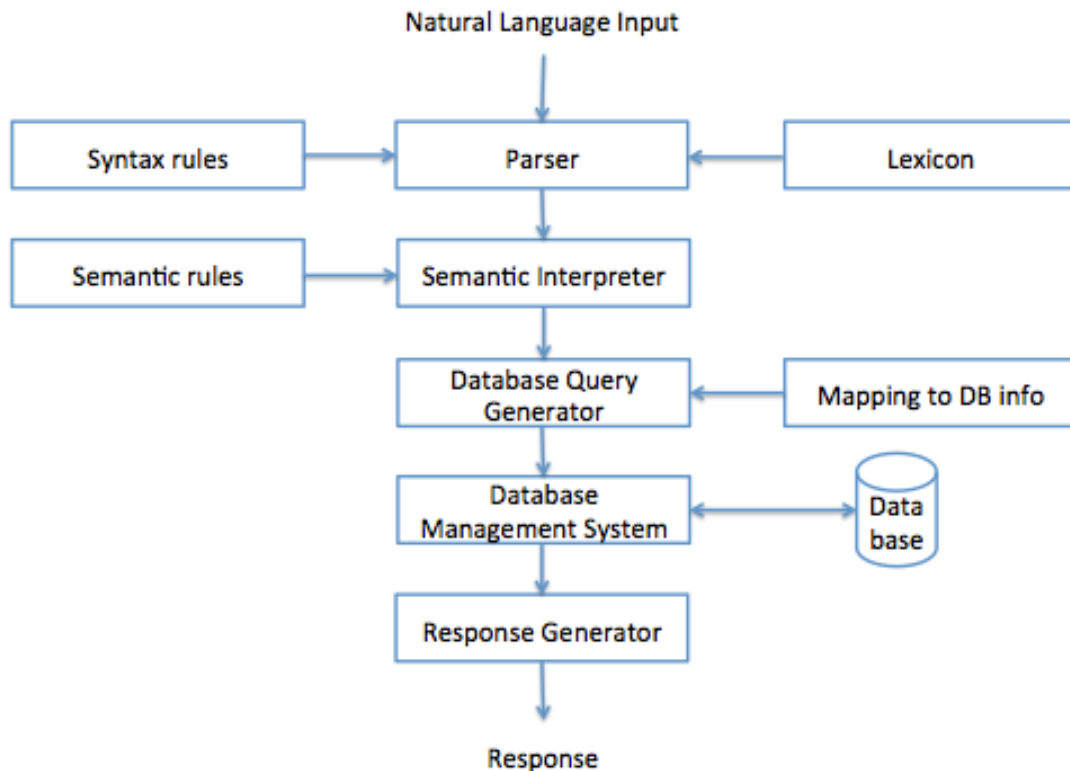 Natural Language Input
Syntax rules
Parser
Lexicon
Semantic rules
Semantic Interpreter
Database Query
Generator
Mapping to DB info
Database
Management System
Data
base
Response Generator
Response